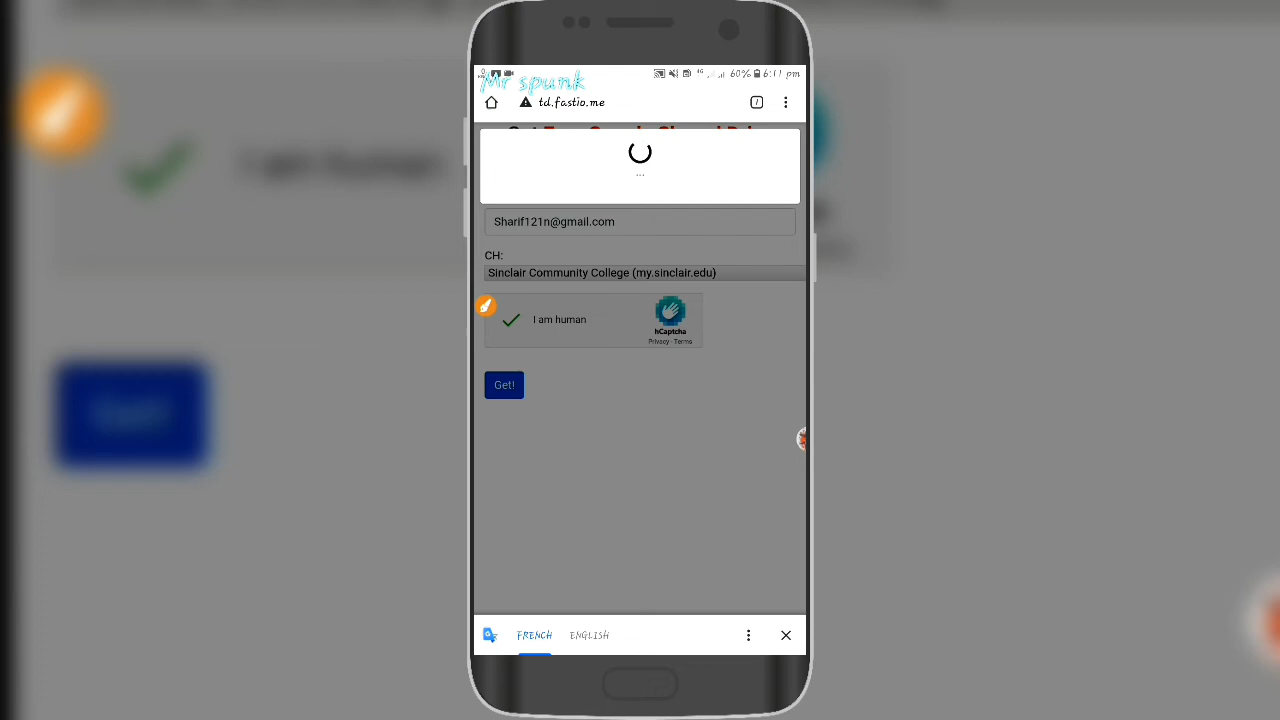 Mr spunk
4G 60% 6:11 pm
td.fastio.me
...
Sharif121n@gmail.com
CH:
Sinclair Community College (my.sinclair.edu)
I am human
hCaptcha
Privacy - Terms
Get!
FRENCH ENGLISH